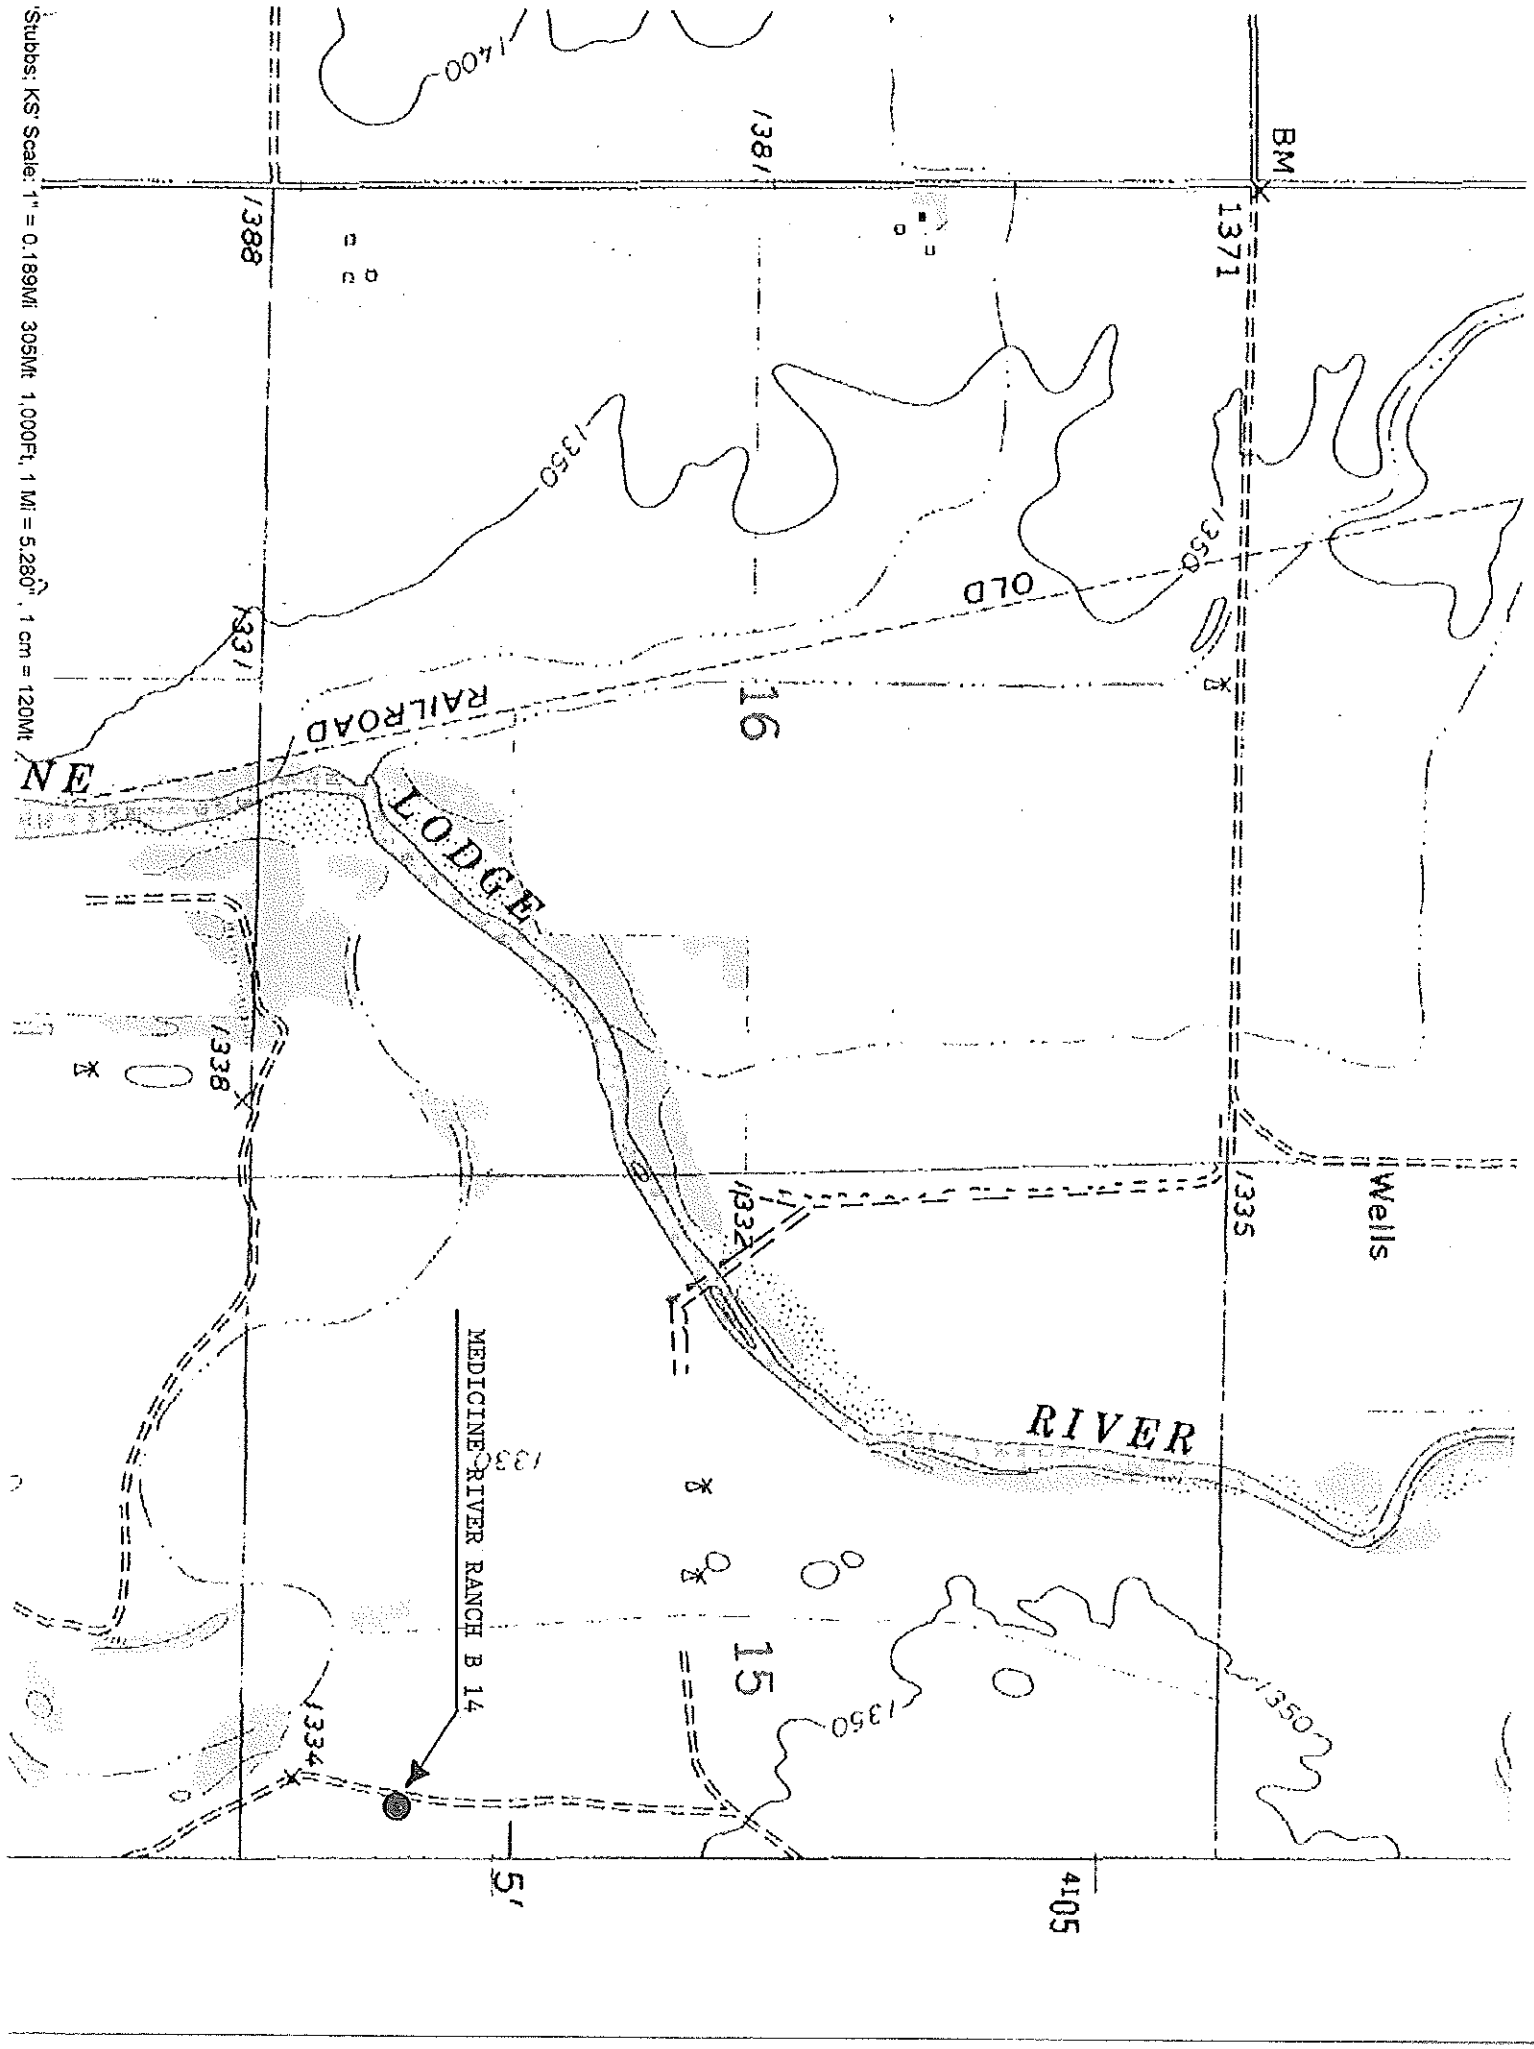 'Stubbs; KS' Scale: 1" = 0.189Mi 305Mt 1,000Ft, 1 Mi = 5.280", 1 cm = 120Mt
1400
1381
BM
1388
1371
1350
1350
OLD
1331
RAILROAD
16
NE
LODGE
1338
1332
1335
Wells
MEDICINE RIVER RANCH B 14
1330
RIVER
15
1350
1350
1334
5'
4105